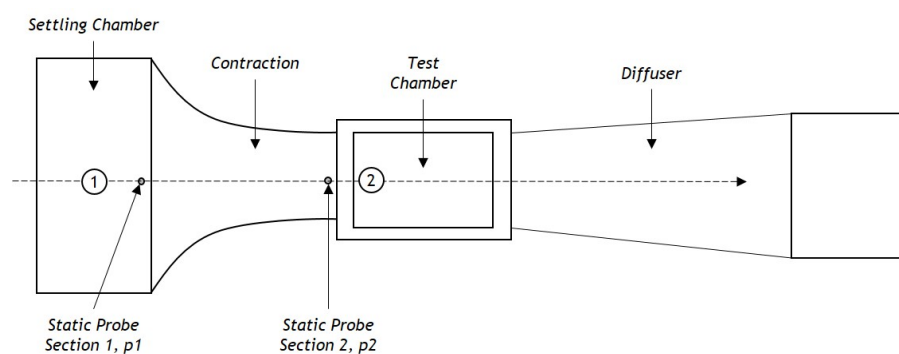 Settling Chamber
Contraction
Test
Chamber
Diffuser
1
2
Static Probe
Section 1, p1
Static Probe
Section 2, p2